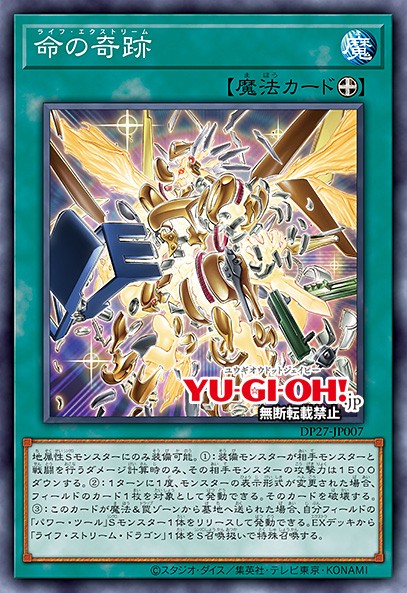 ライフ・エクストリーム
命の奇跡
魔
ま ほう
【魔法カード】
ユウギオウドットジェイピー
YU-GI-OH!.jp
無断転載禁止
DP27-JP007
地属性Sモンスターにのみ装備可能。①：装備モンスターが相手モンスターと
戦闘を行うダメージ計算時のみ、その相手モンスターの攻撃力は1500
ダウンする。②：1ターンに1度、モンスターの表示形式が変更された場合、
フィールドのカード1枚を対象として発動できる。そのカードを破壊する。
③：このカードが魔法&罠ゾーンから墓地へ送られた場合、自分フィールドの
「パワー・ツール」Sモンスター1体をリリースして発動できる。EXデッキから
「ライフ・ストリーム・ドラゴン」1体をS召喚扱いで特殊召喚する。
©スタジオ・ダイス／集英社・テレビ東京・KONAMI